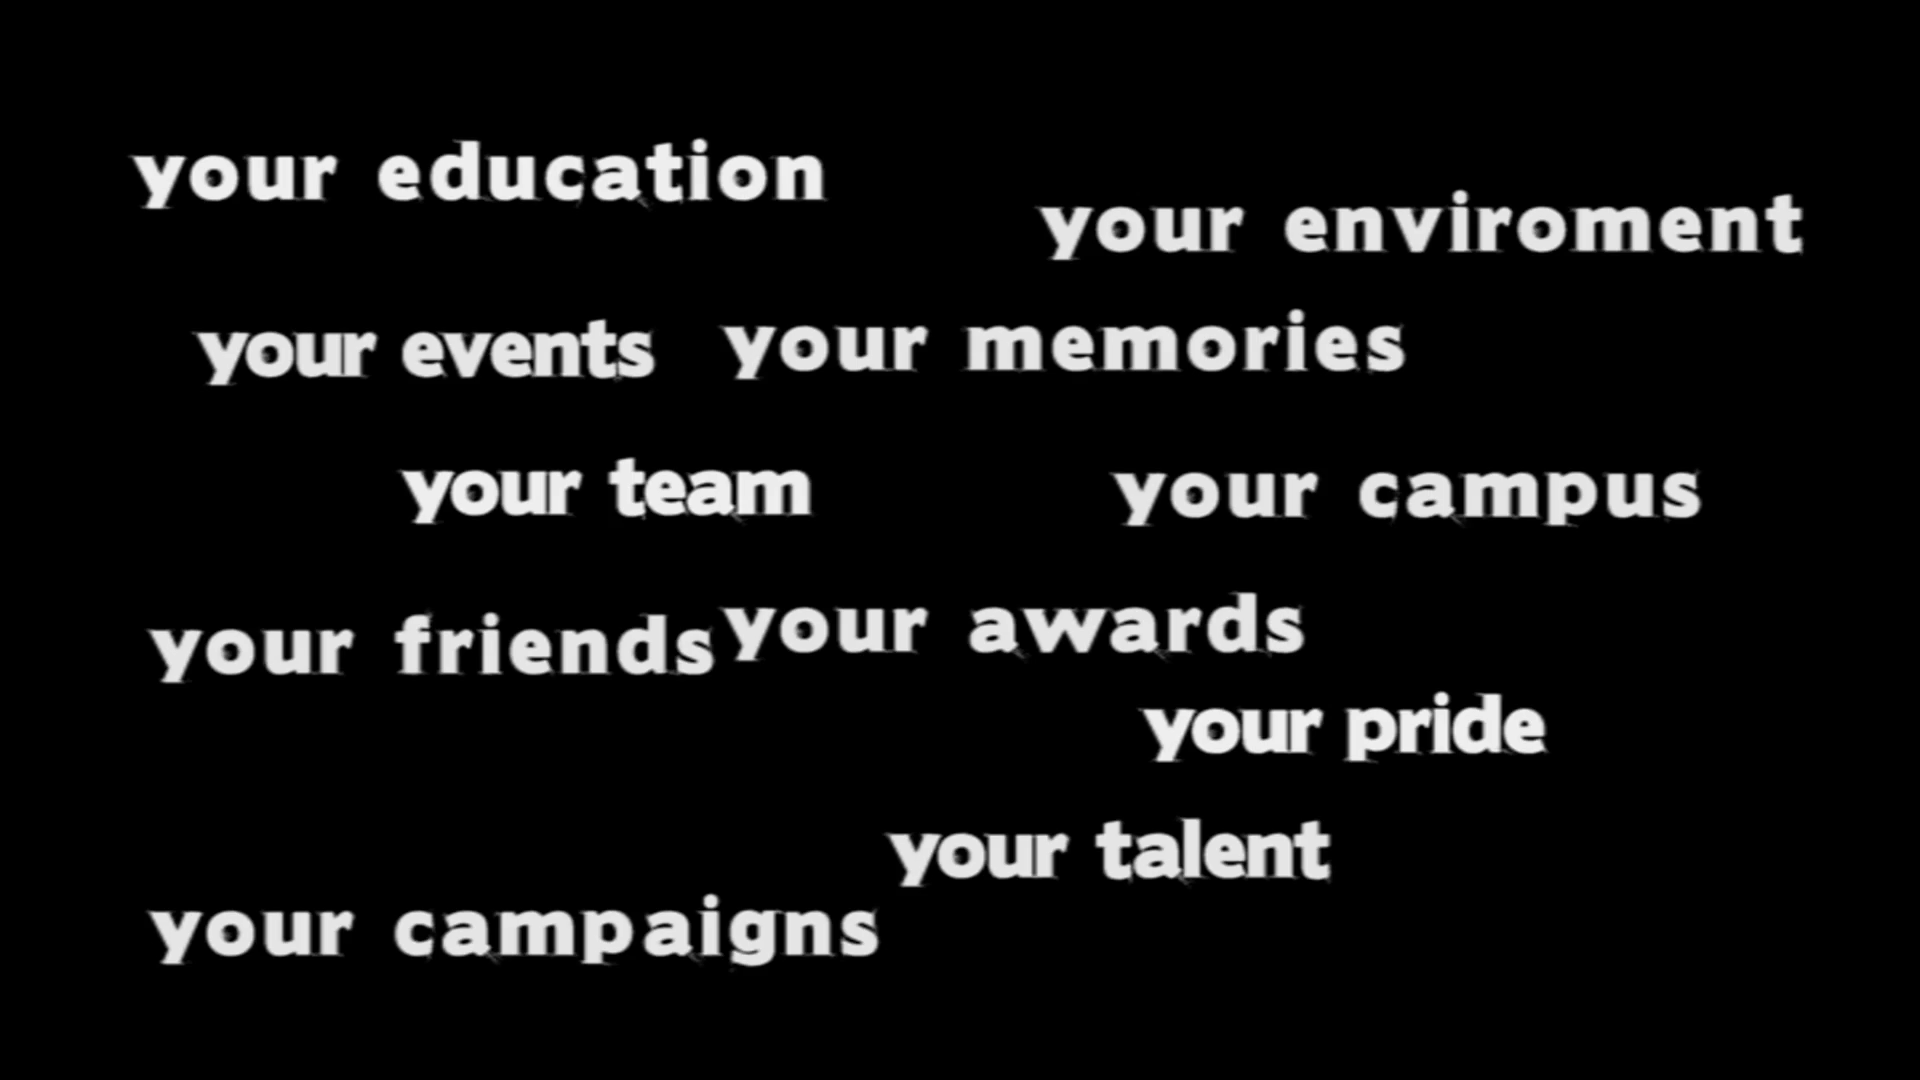 your education
your enviroment
your events
your memories
your team
your campus
your friends
your awards
your pride
your talent
your campaigns